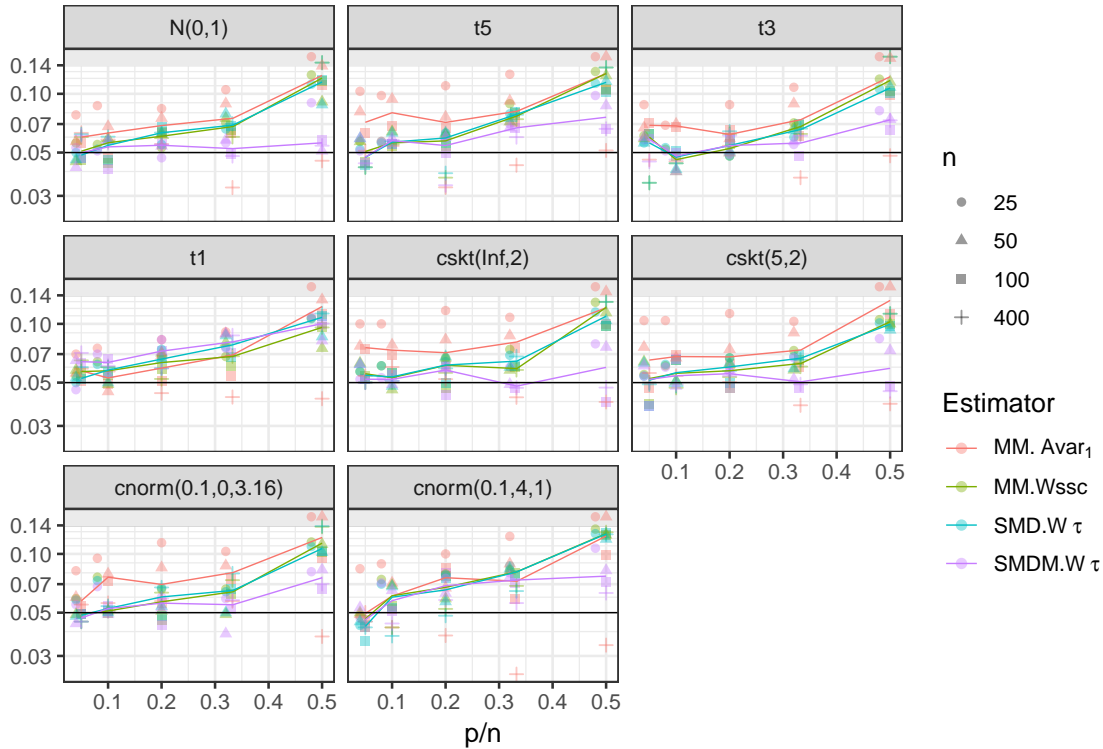 N(0,1)
t5
t3
0.14
0.10
0.07
0.05
0.03
t1
cskt(Inf,2)
cskt(5,2)
0.14
0.10
0.07
0.05
0.03
cnorm(0.1,0,3.16)
cnorm(0.1,4,1)
0.14
0.10
0.07
0.05
0.03
0.1 0.2 0.3 0.4 0.5
0.1 0.2 0.3 0.4 0.5
0.1 0.2 0.3 0.4 0.5
p/n
n
25
50
100
400
Estimator
MM. Avar₁
MM.Wssc
SMD.W τ
SMDM.W τ